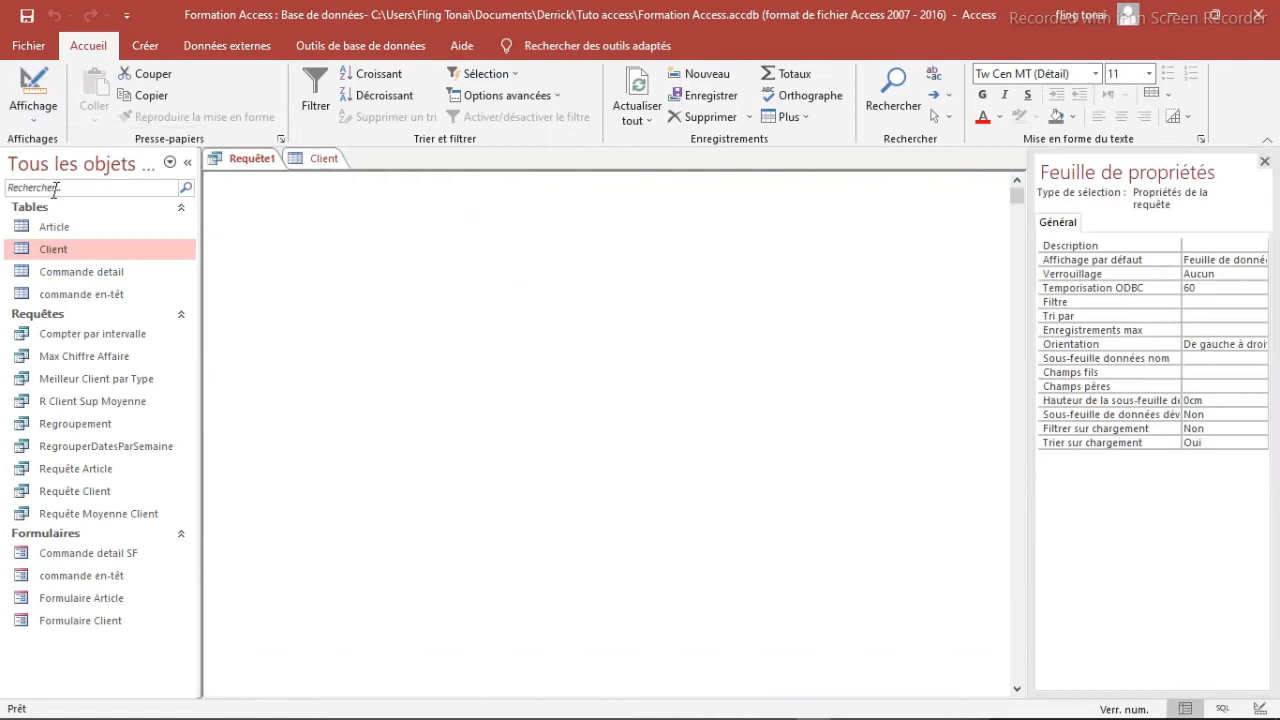 Formation Access : Base de données- C:\Users\Fling Tonai\Documents\Derrick\Tuto access\Formation Access.accdb (format de fichier Access 2007 - 2016) - Access
fling tonai
Recorded with iFun Screen Recorder
Fichier Accueil Créer Données externes Outils de base de données Aide Rechercher des outils adaptés
Affichage
Affichages
Coller
Couper
Copier
Reproduire la mise en forme
Presse-papiers
Filtrer
Croissant
Décroissant
Supprimer un tri
Sélection
Options avancées
Activer/désactiver le filtre
Trier et filtrer
Actualiser
tout
Nouveau
Enregistrer
Supprimer
Totaux
Orthographe
Plus
Enregistrements
Rechercher
Rechercher
Tw Cen MT (Détail) 11
G I S
Mise en forme du texte
Tous les objets ...
Rechercher...
Tables
Article
Client
Commande detail
commande en-têt
Requêtes
Compter par intervalle
Max Chiffre Affaire
Meilleur Client par Type
R Client Sup Moyenne
Regroupement
RegrouperDatesParSemaine
Requête Article
Requête Client
Requête Moyenne Client
Formulaires
Commande detail SF
commande en-têt
Formulaire Article
Formulaire Client
Requête1 Client
Feuille de propriétés
Type de sélection : Propriétés de la
requête
Général
Description
Affichage par défaut Feuille de donné
Verrouillage Aucun
Temporisation ODBC 60
Filtre
Tri par
Enregistrements max
Orientation De gauche à droi
Sous-feuille données nom
Champs fils
Champs pères
Hauteur de la sous-feuille de 0cm
Sous-feuille de données dév Non
Filtrer sur chargement Non
Trier sur chargement Oui
Prêt
Verr. num.
SQL